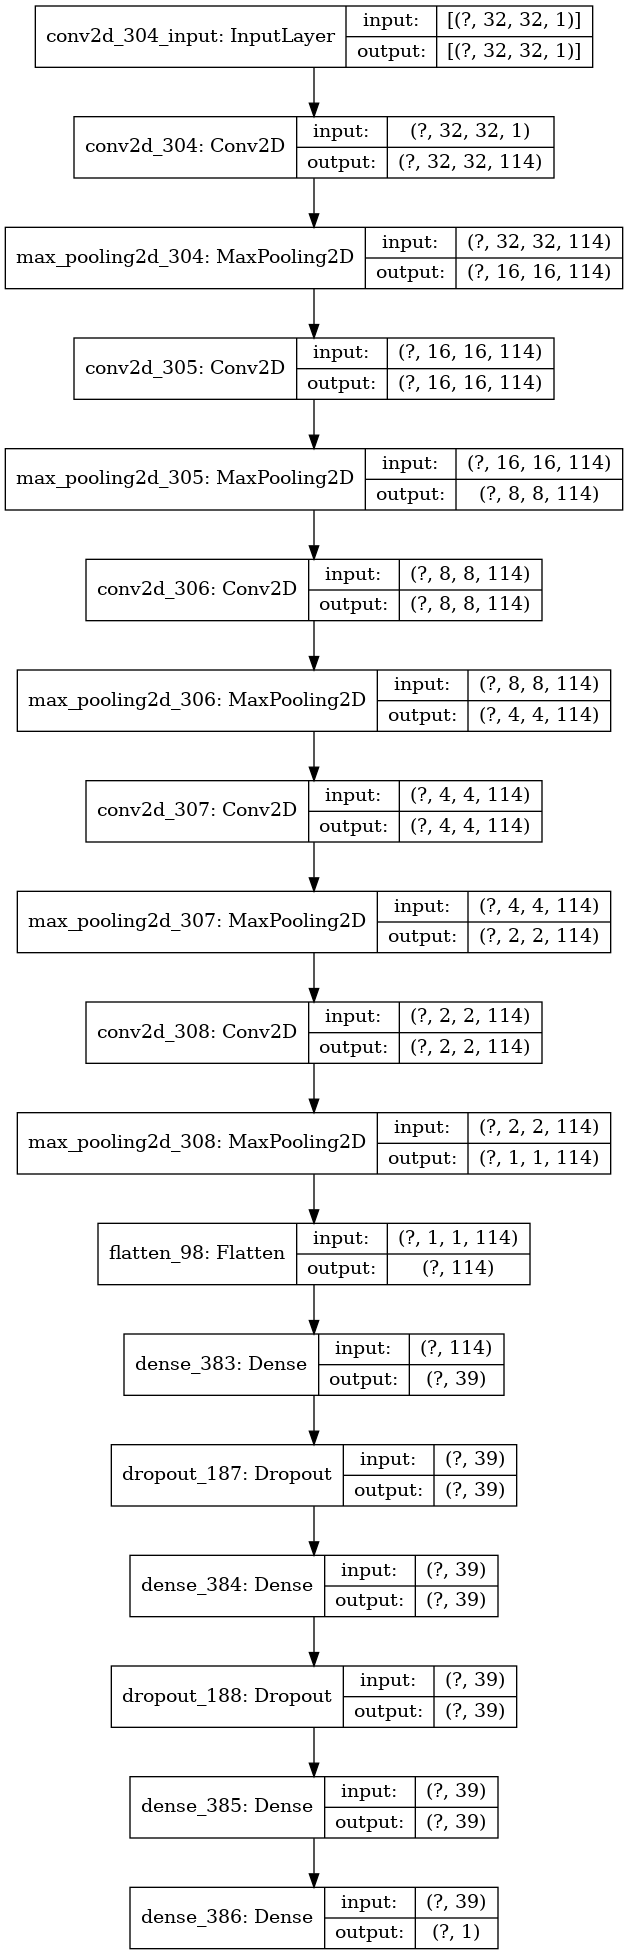 conv2d_304_input: InputLayer
input: [(?, 32, 32, 1)]
output: [(?, 32, 32, 1)]
conv2d_304: Conv2D
input: (?, 32, 32, 1)
output: (?, 32, 32, 114)
max_pooling2d_304: MaxPooling2D
input: (?, 32, 32, 114)
output: (?, 16, 16, 114)
conv2d_305: Conv2D
input: (?, 16, 16, 114)
output: (?, 16, 16, 114)
max_pooling2d_305: MaxPooling2D
input: (?, 16, 16, 114)
output: (?, 8, 8, 114)
conv2d_306: Conv2D
input: (?, 8, 8, 114)
output: (?, 8, 8, 114)
max_pooling2d_306: MaxPooling2D
input: (?, 8, 8, 114)
output: (?, 4, 4, 114)
conv2d_307: Conv2D
input: (?, 4, 4, 114)
output: (?, 4, 4, 114)
max_pooling2d_307: MaxPooling2D
input: (?, 4, 4, 114)
output: (?, 2, 2, 114)
conv2d_308: Conv2D
input: (?, 2, 2, 114)
output: (?, 2, 2, 114)
max_pooling2d_308: MaxPooling2D
input: (?, 2, 2, 114)
output: (?, 1, 1, 114)
flatten_98: Flatten
input: (?, 1, 1, 114)
output: (?, 114)
dense_383: Dense
input: (?, 114)
output: (?, 39)
dropout_187: Dropout
input: (?, 39)
output: (?, 39)
dense_384: Dense
input: (?, 39)
output: (?, 39)
dropout_188: Dropout
input: (?, 39)
output: (?, 39)
dense_385: Dense
input: (?, 39)
output: (?, 39)
dense_386: Dense
input: (?, 39)
output: (?, 1)